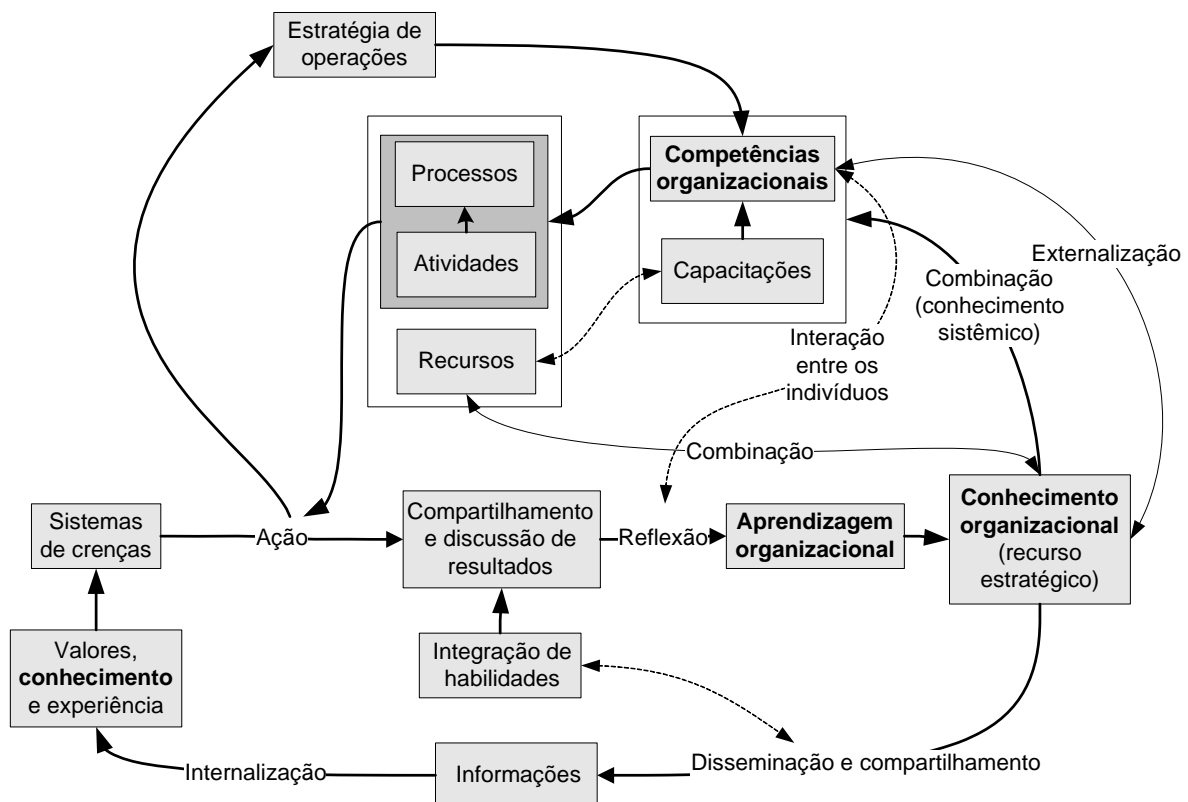 Estratégia de
operações
Processos
Atividades
Recursos
Competências
organizacionais
Capacitações
Externalização
Combinação
(conhecimento
sistêmico)
Interação
entre os
indivíduos
Combinação
Sistemas
de crenças
Ação
Compartilhamento
e discussão de
resultados
Reflexão
Aprendizagem
organizacional
Conhecimento
organizacional
(recurso
estratégico)
Valores,
conhecimento
e experiência
Integração de
habilidades
Internalização
Informações
Disseminação e compartilhamento